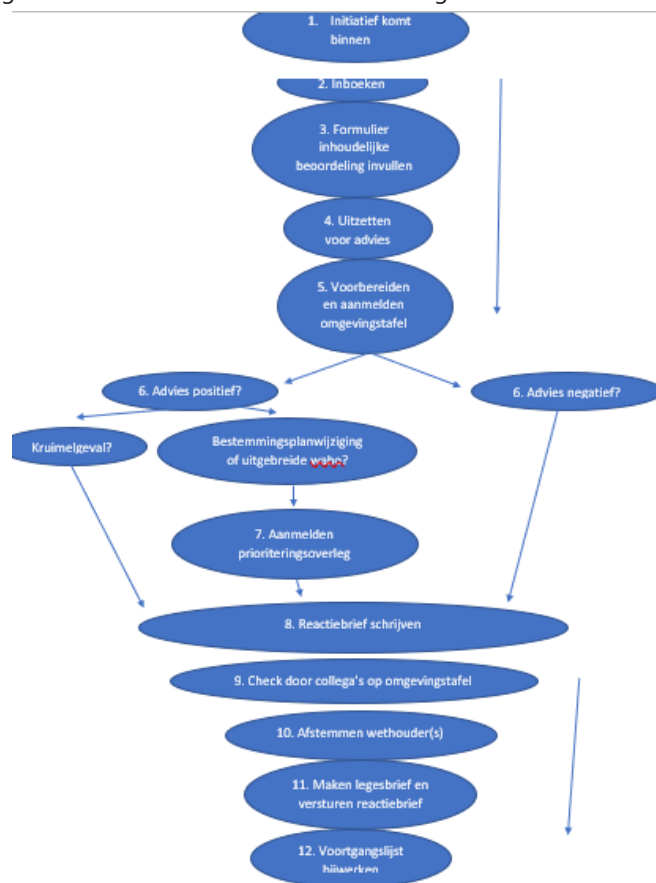 1. Initiatief komt
binnen
2. Inboeken
3. Formulier
inhoudelijke
beoordeling invullen
4. Uitzetten
voor advies
5. Voorbereiden
en aanmelden
omgevingstafel
6. Advies positief?
6. Advies negatief?
Kruimelgeval?
Bestemmingsplanwijziging
of uitgebreide wabo?
7. Aanmelden
prioriteringsoverleg
8. Reactiebrief schrijven
9. Check door collega's op omgevingstafel
10. Afstemmen wethouder(s)
11. Maken legesbrief en
versturen reactiebrief
12. Voortgangslijst
bijwerken